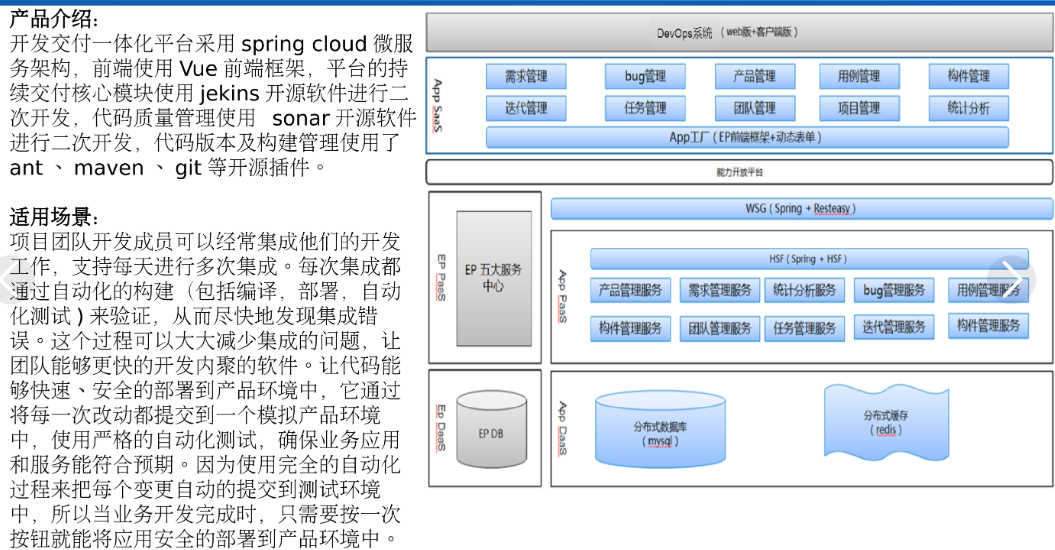 产品介绍:
开发交付一体化平台采用 spring cloud 微服
务架构，前端使用 Vue 前端框架，平台的持
续交付核心模块使用 jekins 开源软件进行二
次开发，代码质量管理使用 sonar 开源软件
进行二次开发，代码版本及构建管理使用了
ant 、 maven 、 git 等开源插件。
适用场景:
项目团队开发成员可以经常集成他们的开发
工作，支持每天进行多次集成。每次集成都
通过自动化的构建（包括编译，部署，自动
化测试 ) 来验证，从而尽快地发现集成错
误。这个过程可以大大减少集成的问题，让
团队能够更快的开发内聚的软件。让代码能
够快速、安全的部署到产品环境中，它通过
将每一次改动都提交到一个模拟产品环境
中，使用严格的自动化测试，确保业务应用
和服务能符合预期。因为使用完全的自动化
过程来把每个变更自动的提交到测试环境
中，所以当业务开发完成时，只需要按一次
按钮就能将应用安全的部署到产品环境中。
DevOps系统（web版+客户端版）
App SaaS
需求管理 bug管理 产品管理 用例管理 构件管理
迭代管理 任务管理 团队管理 项目管理 统计分析
App工厂（EP前端框架+动态表单）
能力开放平台
EP PaaS
EP 五大服务
中心
WSG（Spring + Resteasy）
App PaaS
HSF（Spring + HSF）
产品管理服务 需求管理服务 统计分析服务 bug管理服务 用例管理服务
构件管理服务 团队管理服务 任务管理服务 迭代管理服务 构件管理服务
Ep DaaS
EP DB
App DaaS
分布式数据库
（mysql）
分布式缓存
（redis）